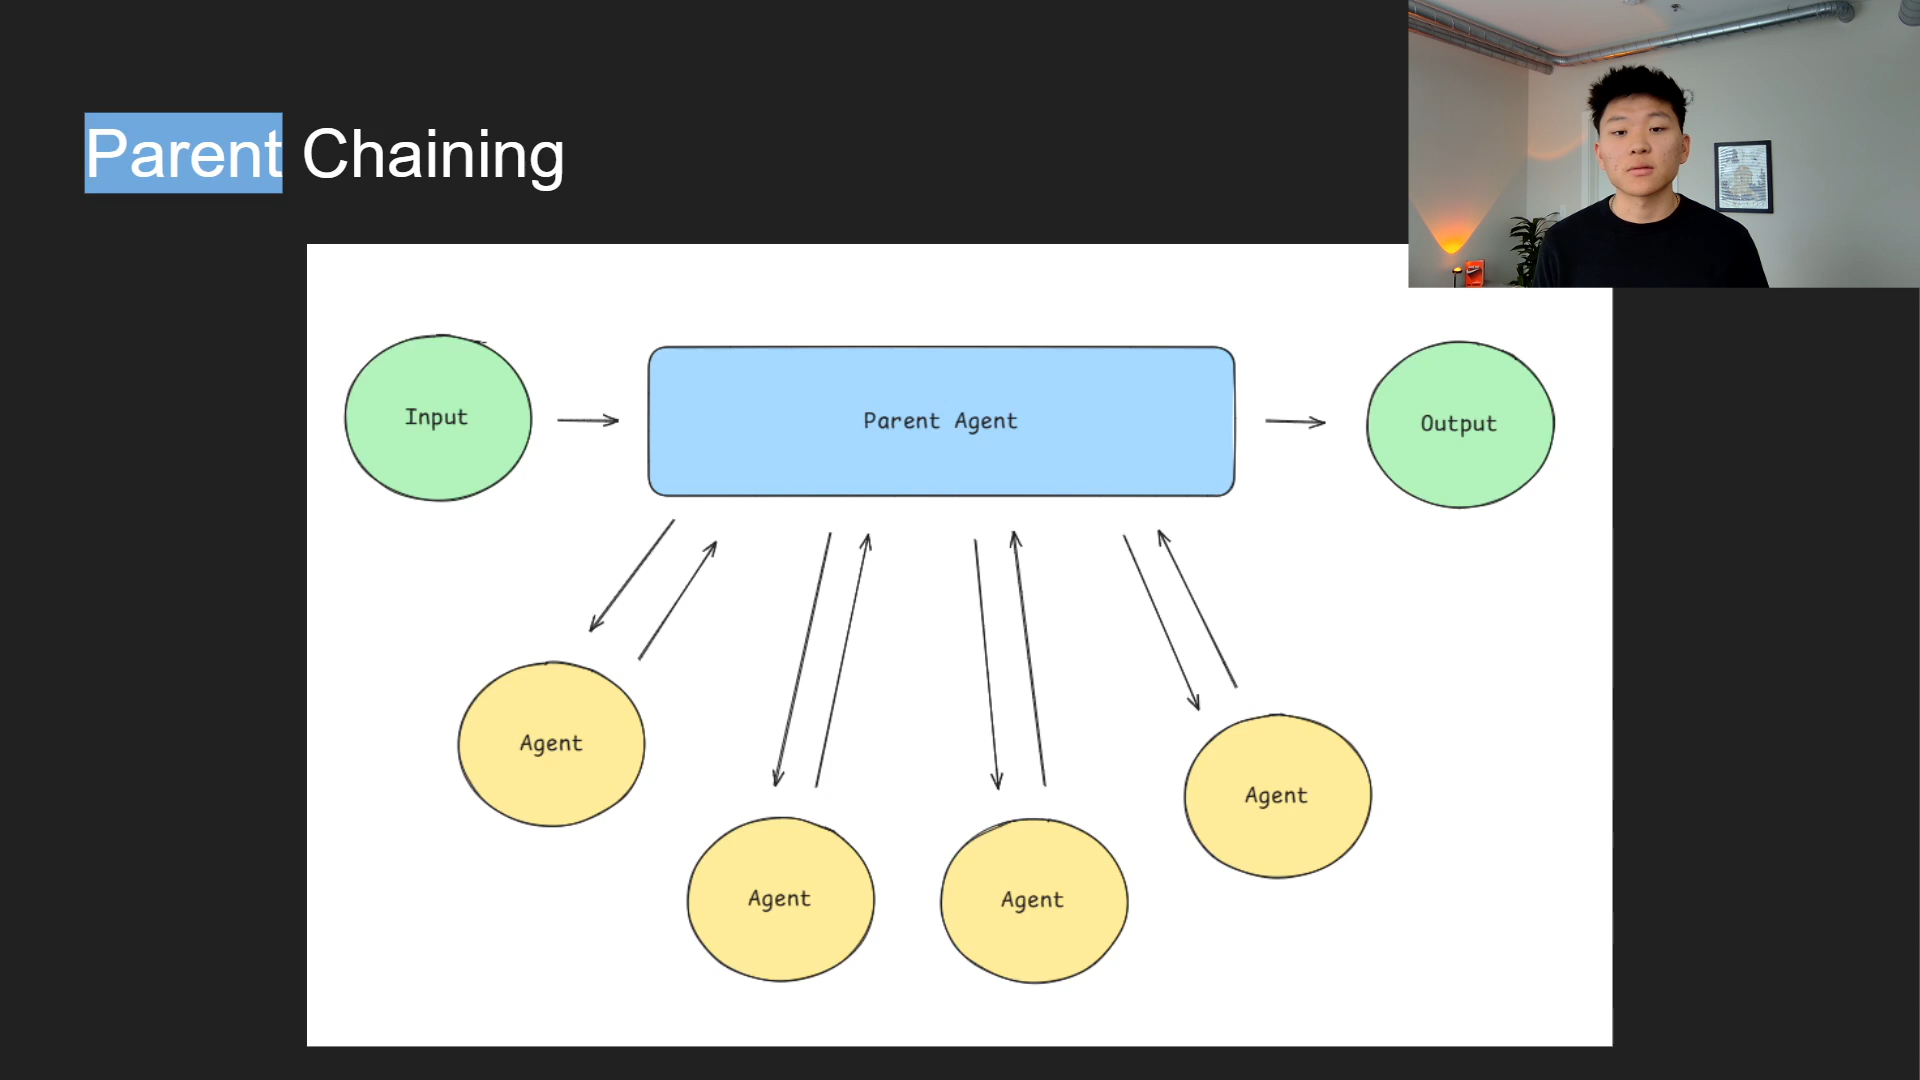 Parent Chaining
Input
Parent Agent
Output
Agent
Agent
Agent
Agent